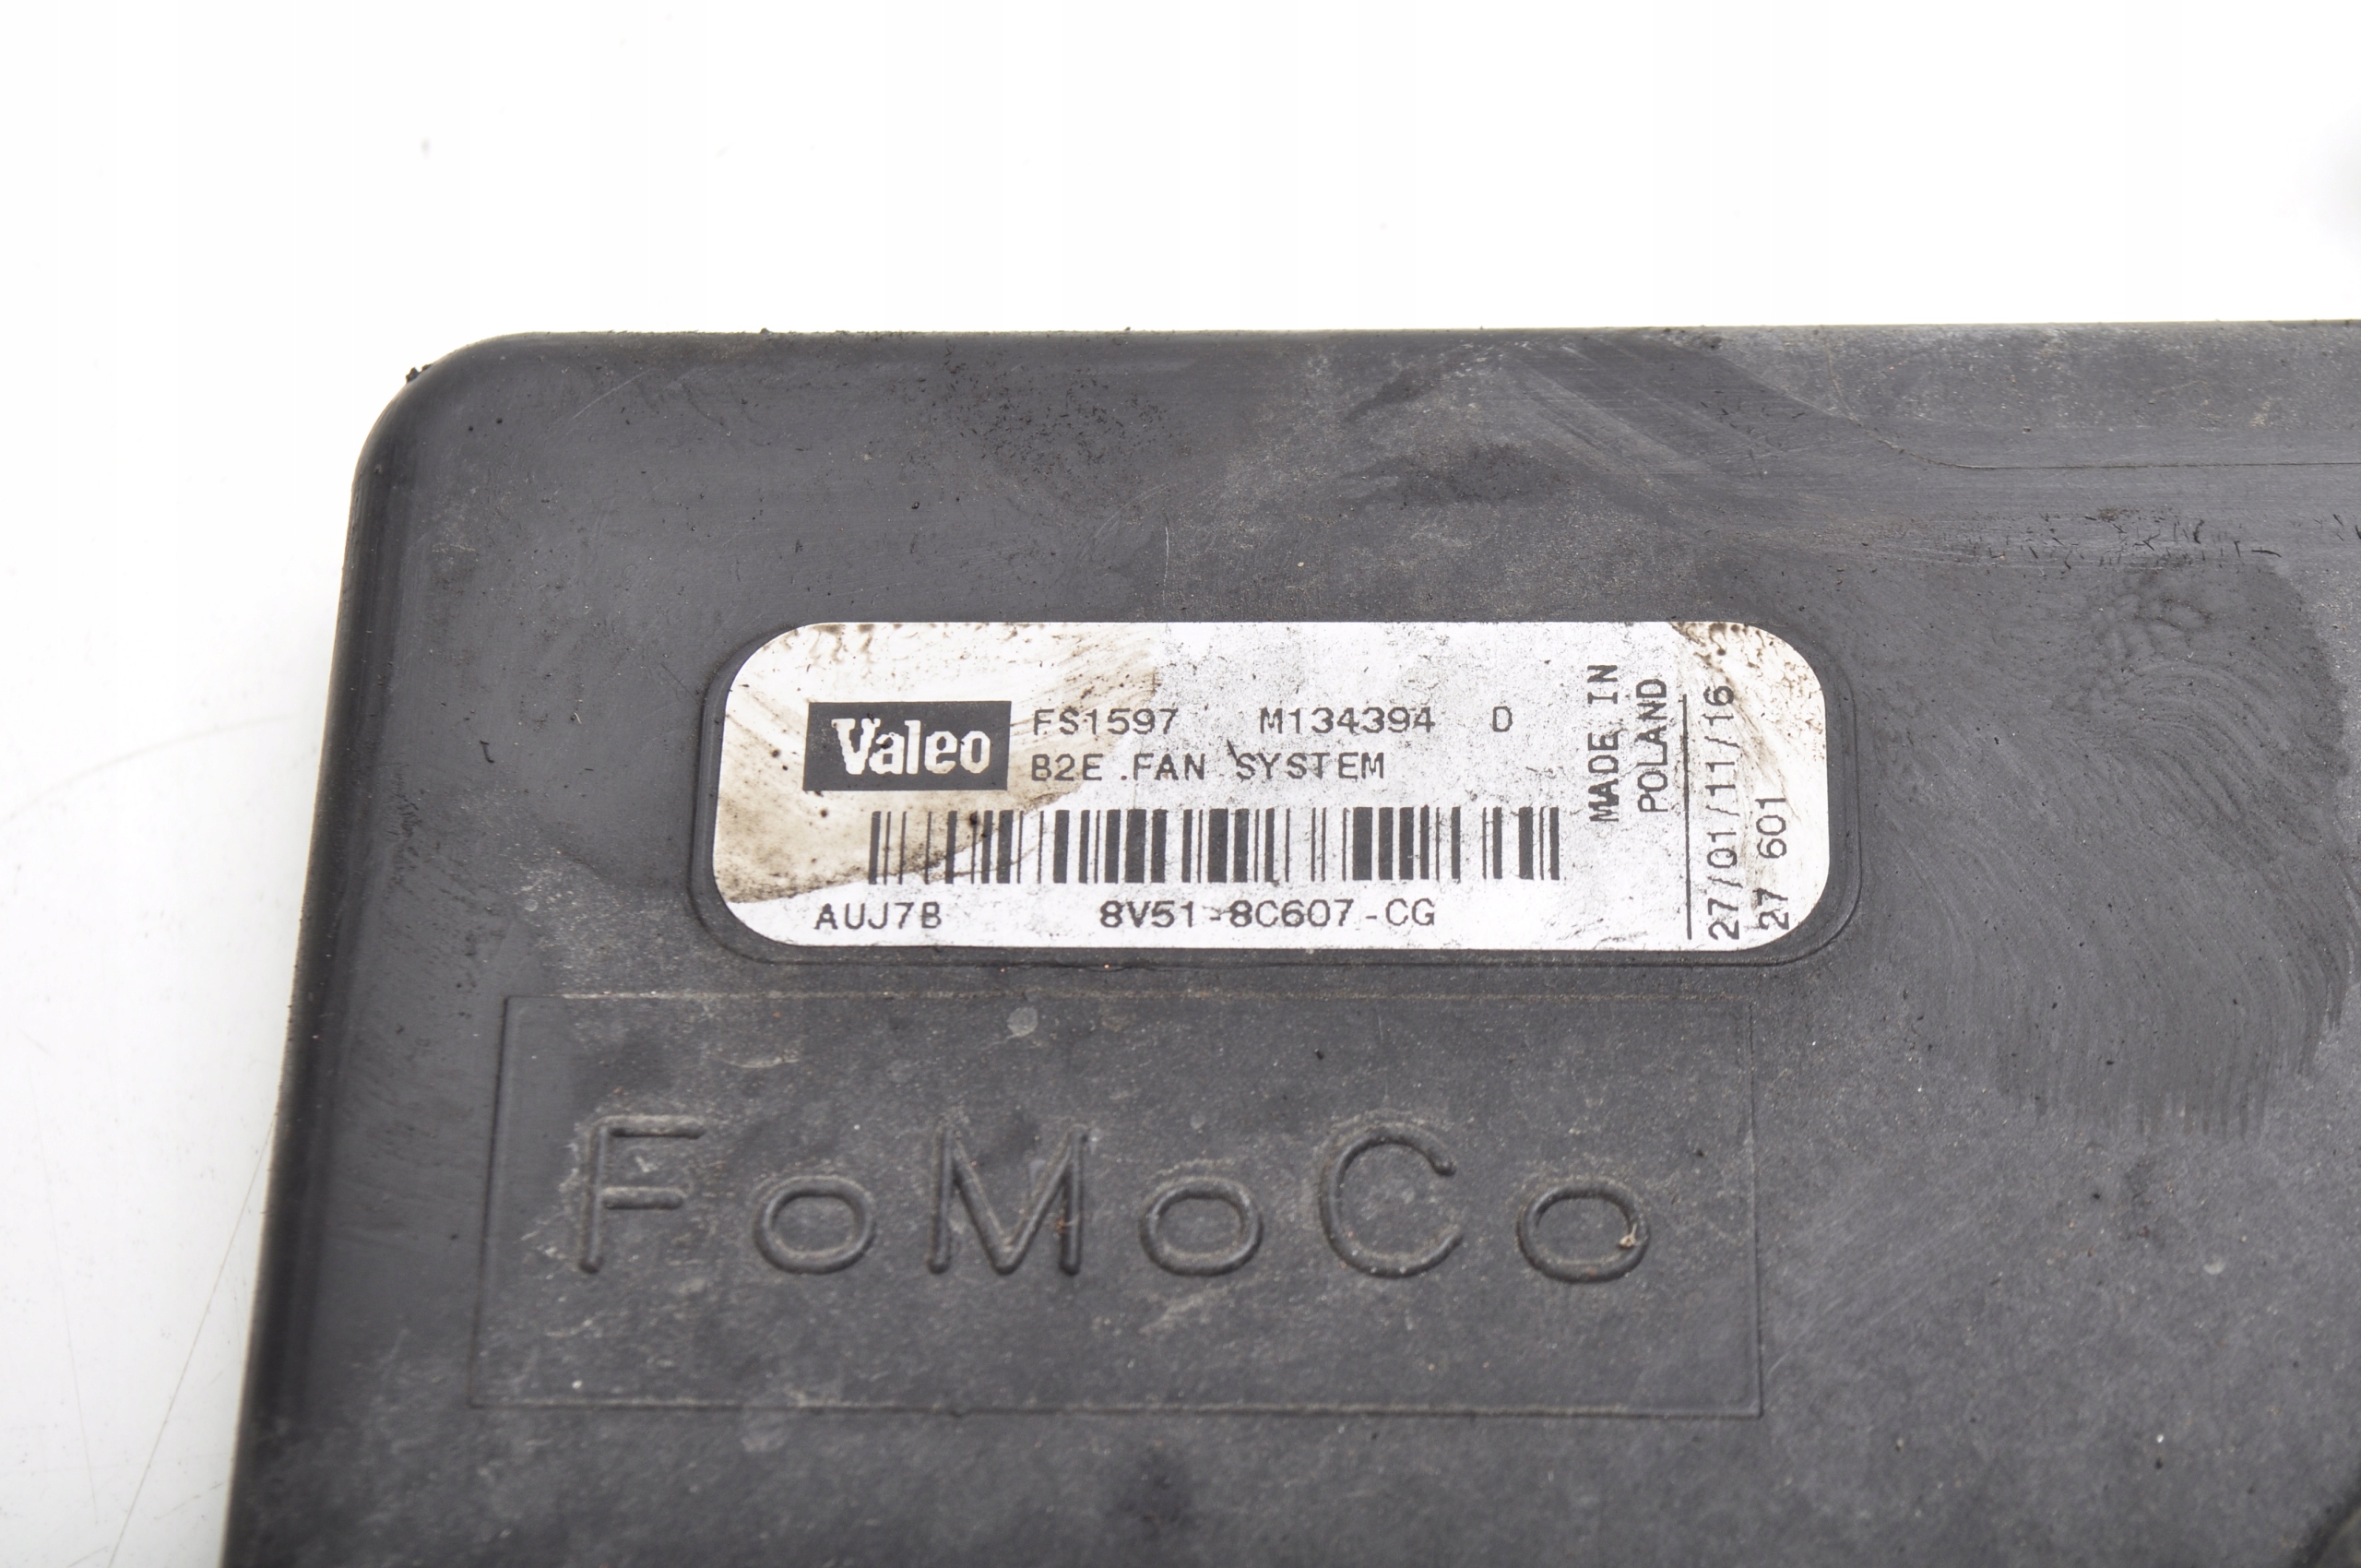 Valeo FS1597 M134394 D
B2E.FAN SYSTEM
AUJ7B 8V51-8C607-CG
MADE IN
POLAND
27/01/11/16
27 601
FoMoCo